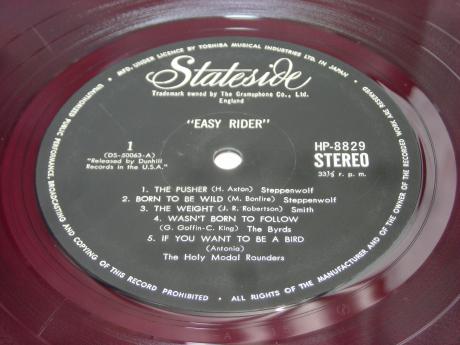 MFD. UNDER LICENCE BY TOSHIBA MUSICAL INDUSTRIES LTD. IN JAPAN •
Stateside
Trademark owned by The Gramophone Co., Ltd.
England
"EASY RIDER"
1
(DS-50063-A)
"Released by Dunhill
Records in the U.S.A."
HP-8829
STEREO
33⅓ r. p. m.
1. THE PUSHER (H. Axton) Steppenwolf
2. BORN TO BE WILD (M. Bonfire) Steppenwolf
3. THE WEIGHT (J. R. Robertson) Smith
4. WASN'T BORN TO FOLLOW
(G. Goffin-C. King) The Byrds
5. IF YOU WANT TO BE A BIRD
(Antonia)
The Holy Modal Rounders
ALL RIGHTS OF THE MANUFACTURER AND OF THE OWNER OF THE RECORDED WORK ARE RESERVED
UNAUTHORIZED PUBLIC PERFORMANCE, BROADCASTING AND COPYING OF THIS RECORD PROHIBITED •